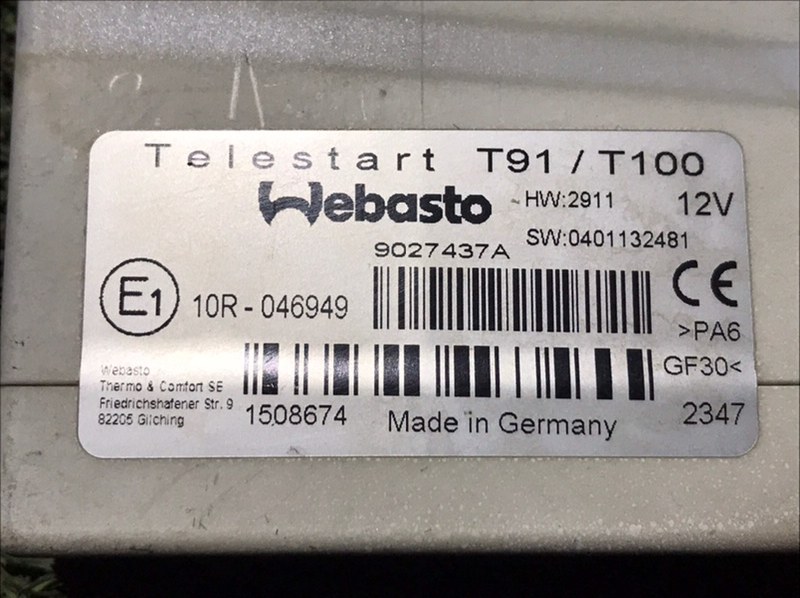 Telestart T91 / T100
Webasto HW:2911 12V
SW:0401132481
9027437A
CE
E1 10R - 046949
>PA6
GF30<
Webasto
Thermo & Comfort SE
Friedrichshafener Str. 9
82205 Gilching
1508674
Made in Germany
2347